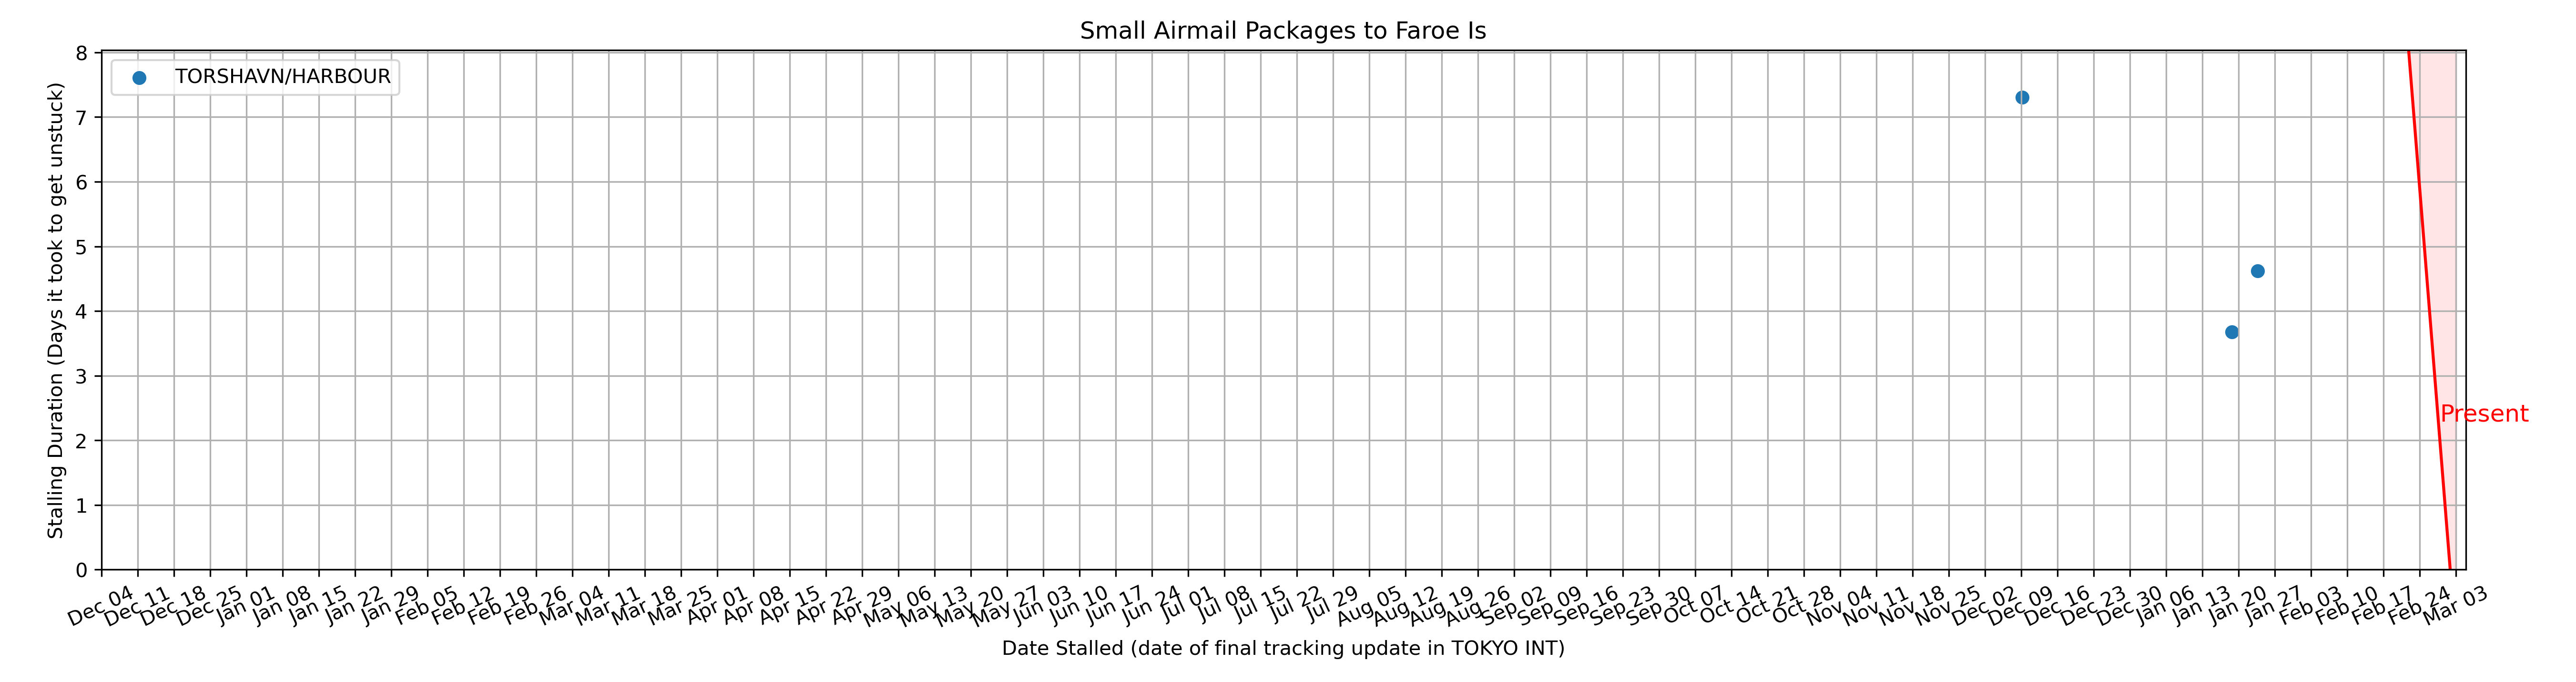 Small Airmail Packages to Faroe Is
TORSHAVN/HARBOUR
Stalling Duration (Days it took to get unstuck)
8
7
6
5
4
3
2
1
0
Present
Dec 04
Dec 11
Dec 18
Dec 25
Jan 01
Jan 08
Jan 15
Jan 22
Jan 29
Feb 05
Feb 12
Feb 19
Feb 26
Mar 04
Mar 11
Mar 18
Mar 25
Apr 01
Apr 08
Apr 15
Apr 22
Apr 29
May 06
May 13
May 20
May 27
Jun 03
Jun 10
Jun 17
Jun 24
Jul 01
Jul 08
Jul 15
Jul 22
Jul 29
Aug 05
Aug 12
Aug 19
Aug 26
Sep 02
Sep 09
Sep 16
Sep 23
Sep 30
Oct 07
Oct 14
Oct 21
Oct 28
Nov 04
Nov 11
Nov 18
Nov 25
Dec 02
Dec 09
Dec 16
Dec 23
Dec 30
Jan 06
Jan 13
Jan 20
Jan 27
Feb 03
Feb 10
Feb 17
Feb 24
Mar 03
Date Stalled (date of final tracking update in TOKYO INT)